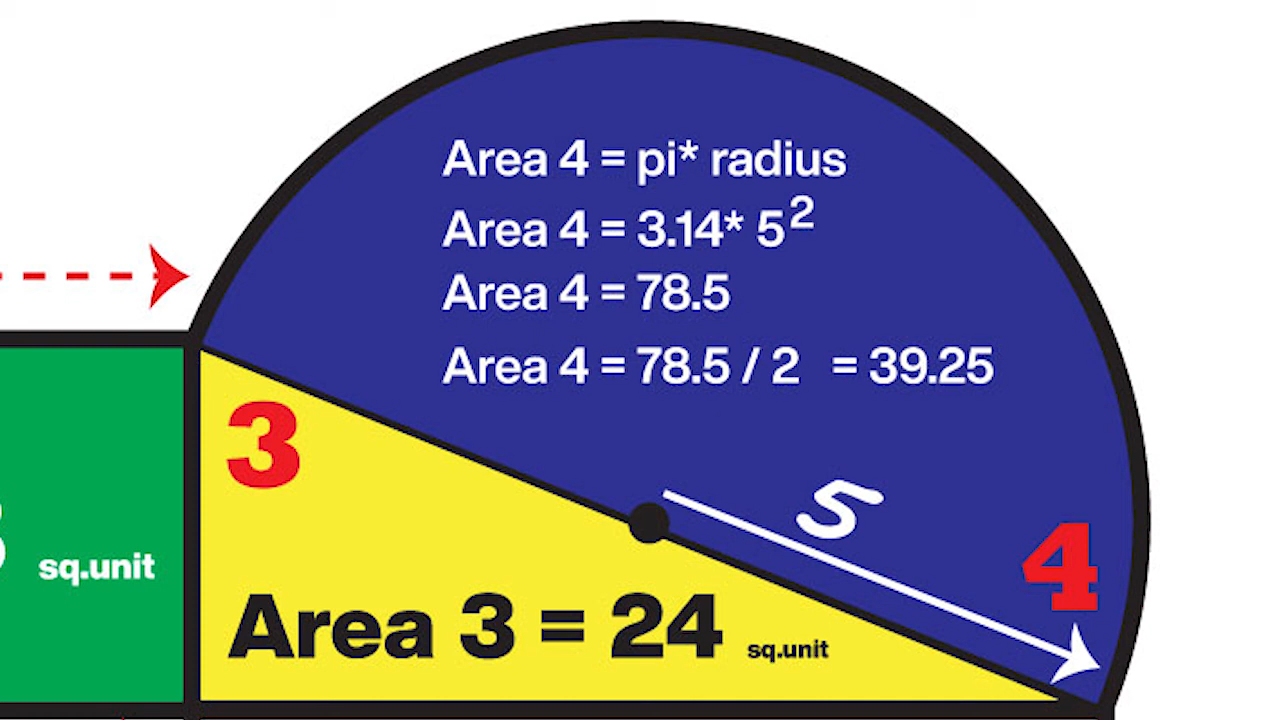 Area 4 = pi* radius
Area 4 = 3.14* 5²
Area 4 = 78.5
Area 4 = 78.5 / 2 = 39.25
3
5
4
sq.unit
Area 3 = 24 sq.unit